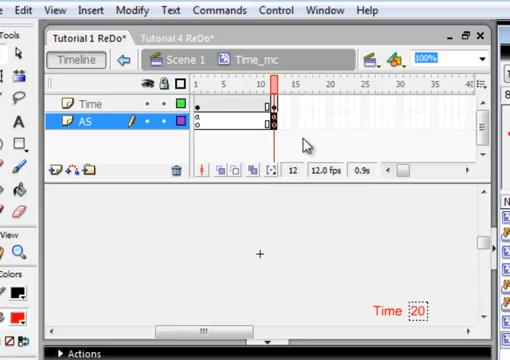 Edit View Insert Modify Text Commands Control Window Help
Tools
Tutorial 1 ReDo* Tutorial 4 ReDo*
Timeline Scene 1 Time_mc 100%
1 5 10 15 20 25 30 35 40
Time
AS
12 12.0 fps 0.9s
View
Colors
Time 20
Actions